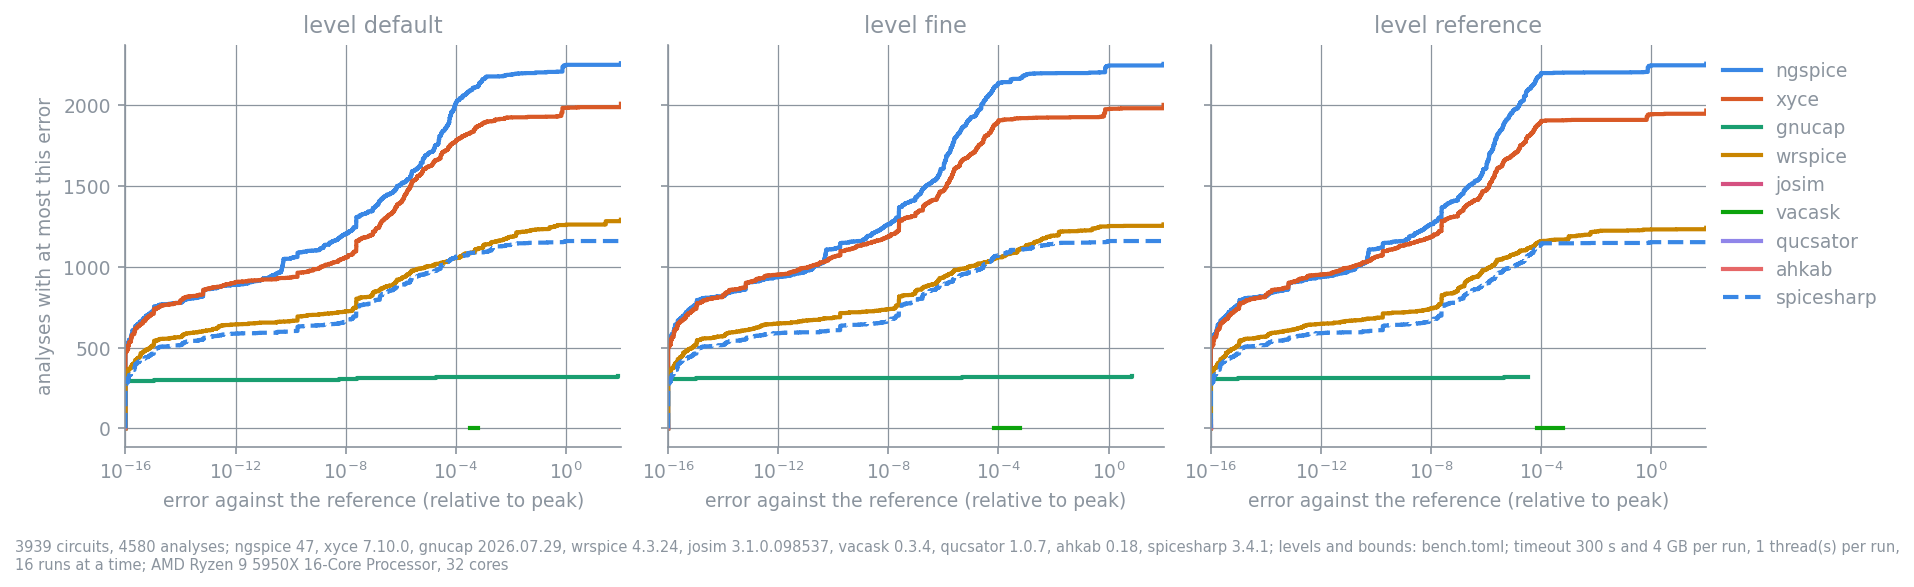 level default
level fine
level reference
analyses with at most this error
2000
1500
1000
500
0
10⁻¹⁶ 10⁻¹² 10⁻⁸ 10⁻⁴ 10⁰
10⁻¹⁶ 10⁻¹² 10⁻⁸ 10⁻⁴ 10⁰
10⁻¹⁶ 10⁻¹² 10⁻⁸ 10⁻⁴ 10⁰
error against the reference (relative to peak)
error against the reference (relative to peak)
error against the reference (relative to peak)
ngspice
xyce
gnucap
wrspice
josim
vacask
qucsator
ahkab
spicesharp
3939 circuits, 4580 analyses; ngspice 47, xyce 7.10.0, gnucap 2026.07.29, wrspice 4.3.24, josim 3.1.0.098537, vacask 0.3.4, qucsator 1.0.7, ahkab 0.18, spicesharp 3.4.1; levels and bounds: bench.toml; timeout 300 s and 4 GB per run, 1 thread(s) per run,
16 runs at a time; AMD Ryzen 9 5950X 16-Core Processor, 32 cores